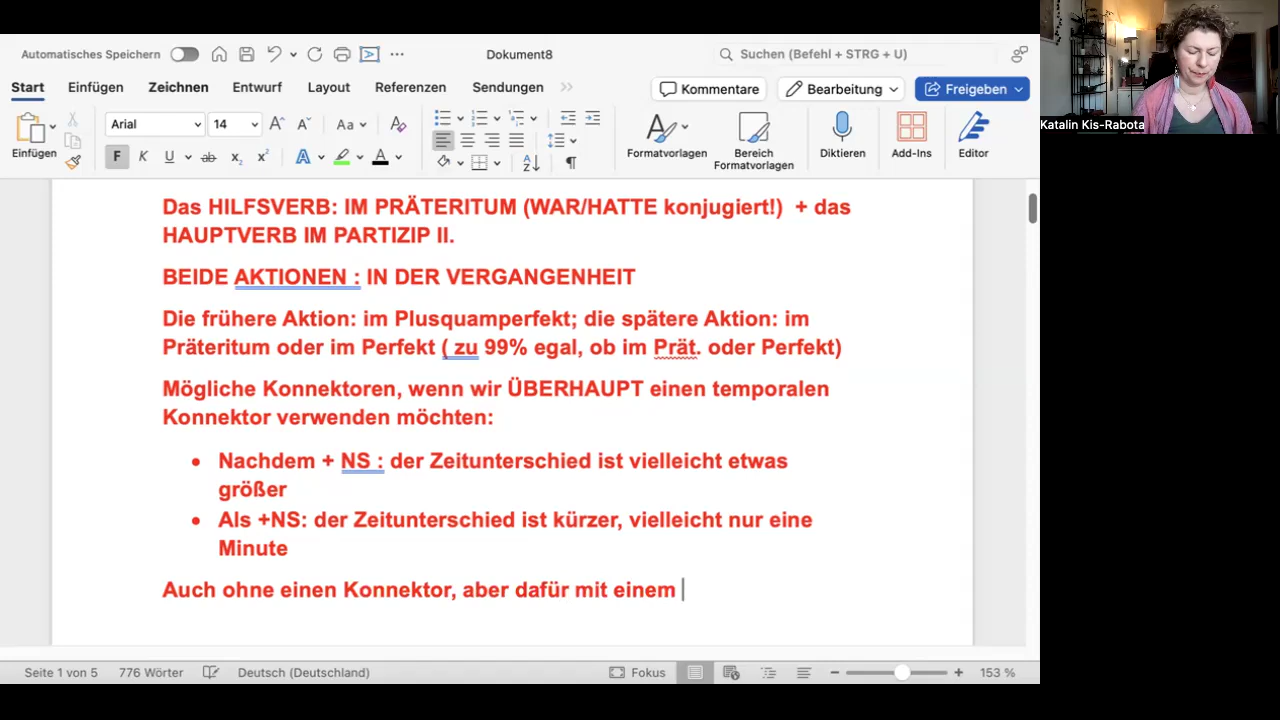 Automatisches Speichern
Dokument8
Suchen (Befehl + STRG + U)
Start Einfügen Zeichnen Entwurf Layout Referenzen Sendungen
Kommentare Bearbeitung Freigeben
Einfügen
Arial 14
Aa
F K U ab x₂ x²
A A
Formatvorlagen
Bereich Formatvorlagen
Diktieren
Add-Ins
Editor
Katalin Kis-Rabota
Das HILFSVERB: IM PRÄTERITUM (WAR/HATTE konjugiert!) + das
HAUPTVERB IM PARTIZIP II.
BEIDE AKTIONEN : IN DER VERGANGENHEIT
Die frühere Aktion: im Plusquamperfekt; die spätere Aktion: im
Präteritum oder im Perfekt ( zu 99% egal, ob im Prät. oder Perfekt)
Mögliche Konnektoren, wenn wir ÜBERHAUPT einen temporalen
Konnektor verwenden möchten:
• Nachdem + NS : der Zeitunterschied ist vielleicht etwas
größer
• Als +NS: der Zeitunterschied ist kürzer, vielleicht nur eine
Minute
Auch ohne einen Konnektor, aber dafür mit einem
Seite 1 von 5 776 Wörter Deutsch (Deutschland) Fokus 153 %